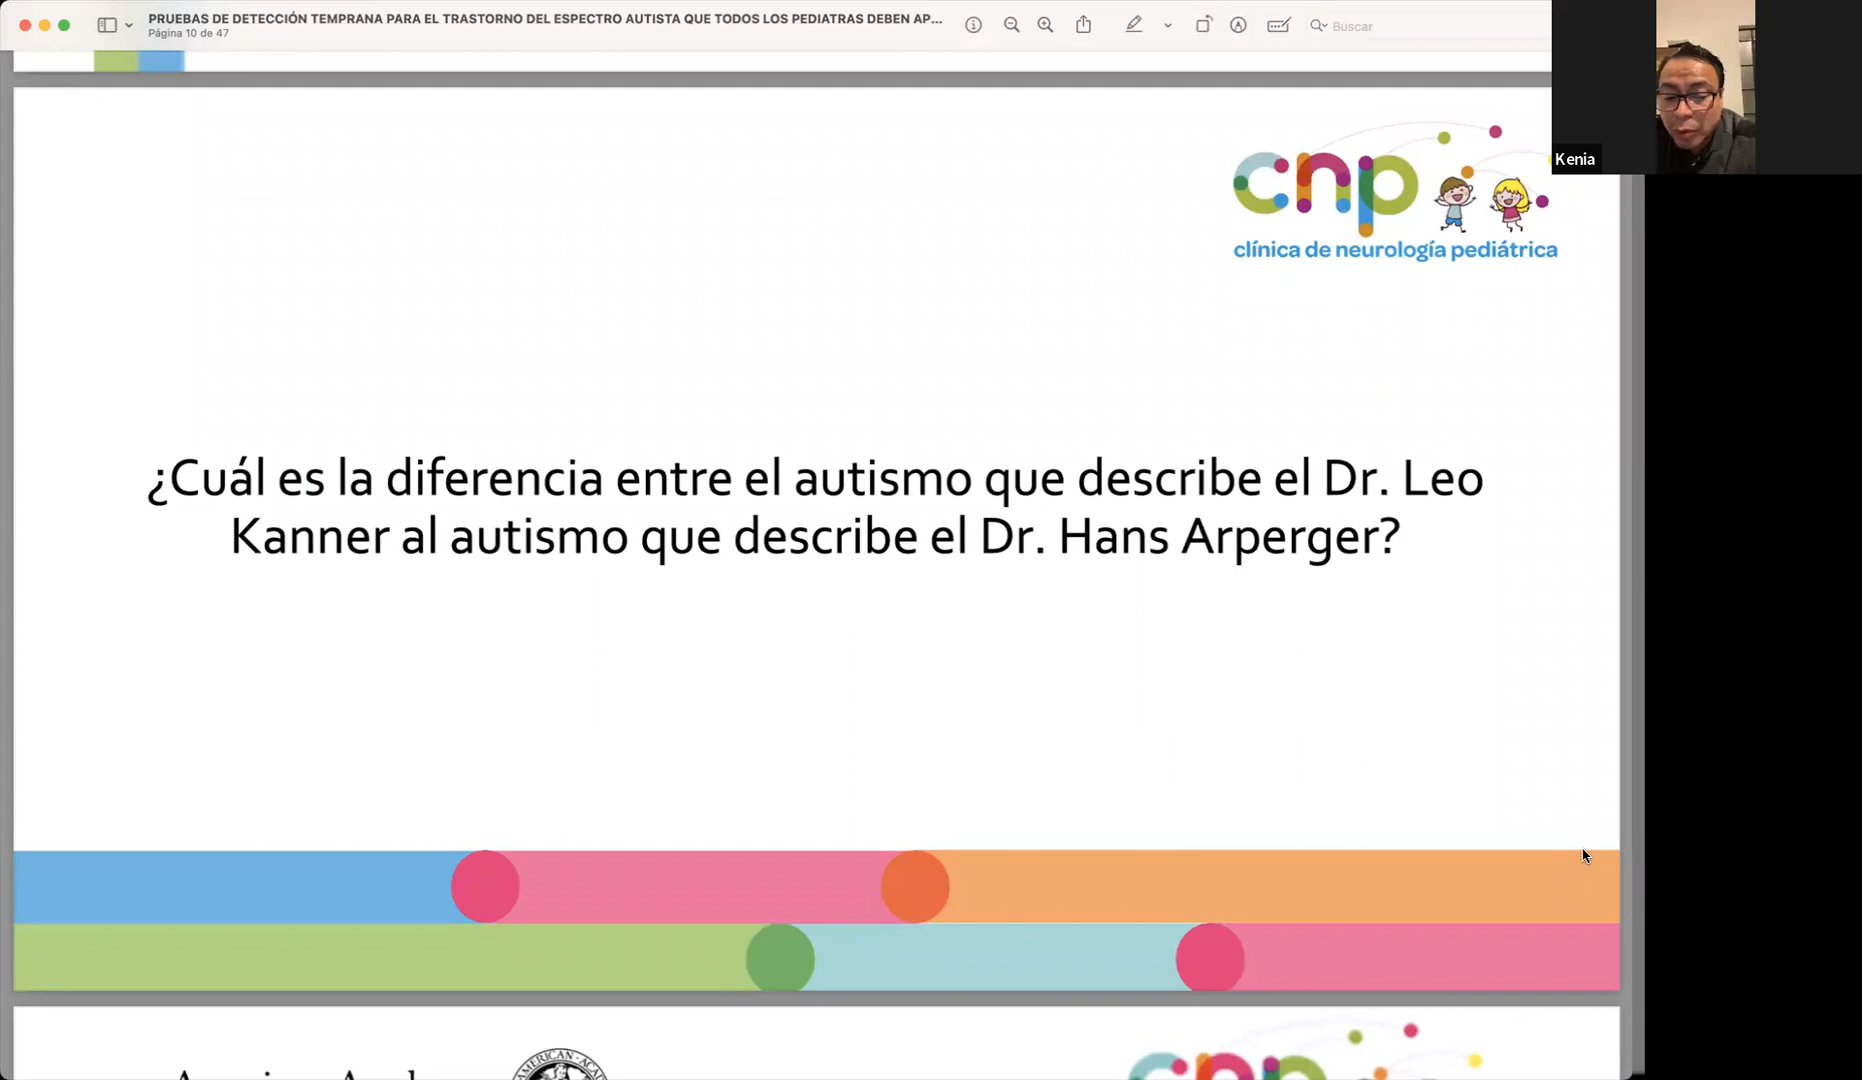 PRUEBAS DE DETECCIÓN TEMPRANA PARA EL TRASTORNO DEL ESPECTRO AUTISTA QUE TODOS LOS PEDIATRAS DEBEN AP...
Página 10 de 47
Buscar
Kenia
cnp
clínica de neurología pediátrica
¿Cuál es la diferencia entre el autismo que describe el Dr. Leo
Kanner al autismo que describe el Dr. Hans Arperger?
AMERICAN